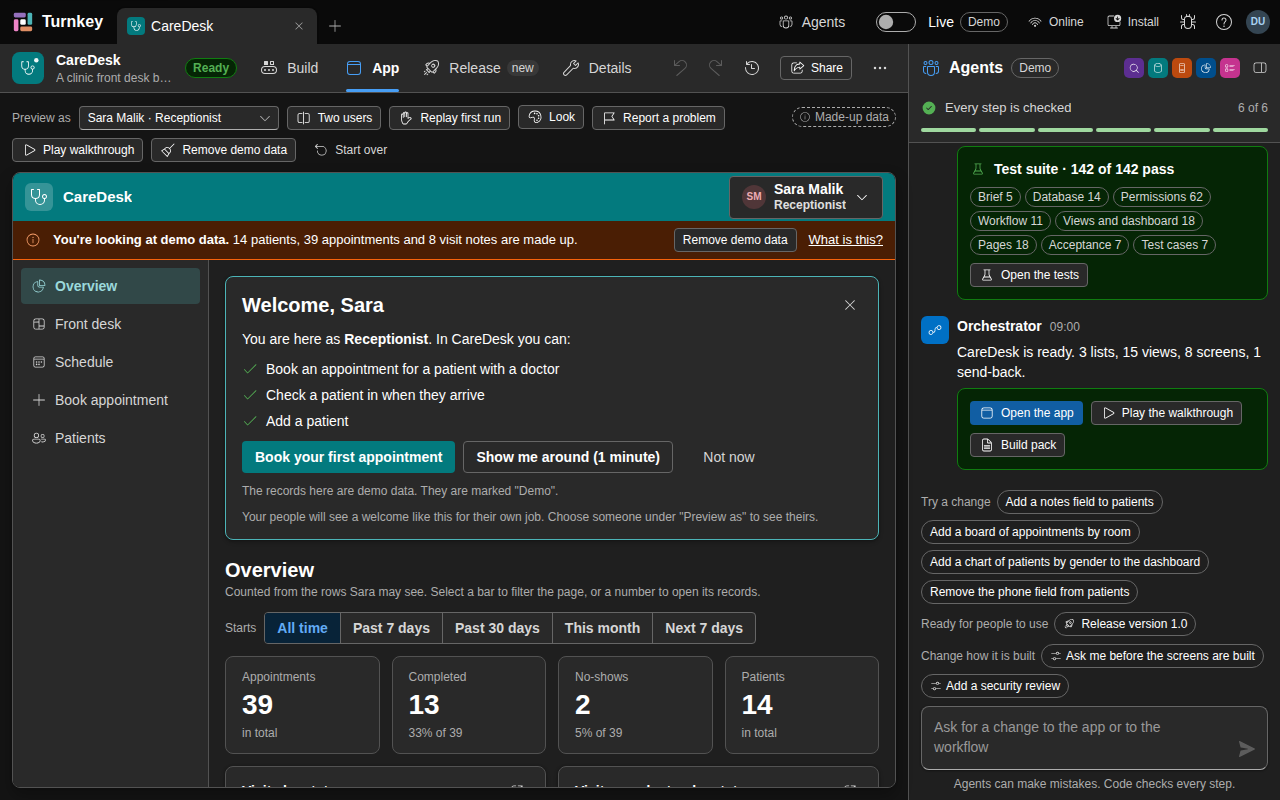 Turnkey
CareDesk
Agents
Live
Demo
Online
Install
DU
CareDesk
A clinic front desk b...
Ready
Build
App
Release new
Details
Share
Agents
Demo
Every step is checked
6 of 6
Preview as
Sara Malik · Receptionist
Two users
Replay first run
Look
Report a problem
Made-up data
Play walkthrough
Remove demo data
Start over
CareDesk
SM
Sara Malik
Receptionist
You're looking at demo data. 14 patients, 39 appointments and 8 visit notes are made up.
Remove demo data
What is this?
Overview
Front desk
Schedule
Book appointment
Patients
Welcome, Sara
You are here as Receptionist. In CareDesk you can:
Book an appointment for a patient with a doctor
Check a patient in when they arrive
Add a patient
Book your first appointment
Show me around (1 minute)
Not now
The records here are demo data. They are marked "Demo".
Your people will see a welcome like this for their own job. Choose someone under "Preview as" to see theirs.
Overview
Counted from the rows Sara may see. Select a bar to filter the page, or a number to open its records.
Starts
All time
Past 7 days
Past 30 days
This month
Next 7 days
Appointments
39
in total
Completed
13
33% of 39
No-shows
2
5% of 39
Patients
14
in total
Test suite · 142 of 142 pass
Brief 5
Database 14
Permissions 62
Workflow 11
Views and dashboard 18
Pages 18
Acceptance 7
Test cases 7
Open the tests
Orchestrator 09:00
CareDesk is ready. 3 lists, 15 views, 8 screens, 1
send-back.
Open the app
Play the walkthrough
Build pack
Try a change
Add a notes field to patients
Add a board of appointments by room
Add a chart of patients by gender to the dashboard
Remove the phone field from patients
Ready for people to use
Release version 1.0
Change how it is built
Ask me before the screens are built
Add a security review
Ask for a change to the app or to the
workflow
Agents can make mistakes. Code checks every step.